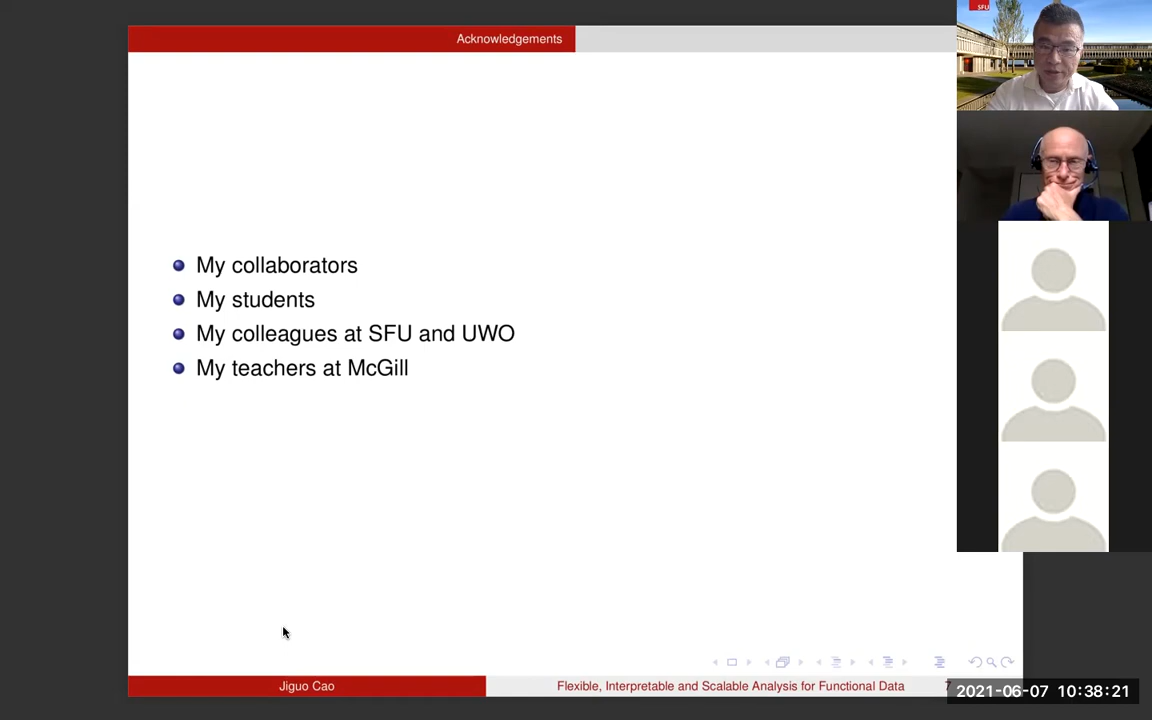 Acknowledgements
SFU
My collaborators
My students
My colleagues at SFU and UWO
My teachers at McGill
Jiguo Cao
Flexible, Interpretable and Scalable Analysis for Functional Data
2021-06-07 10:38:21